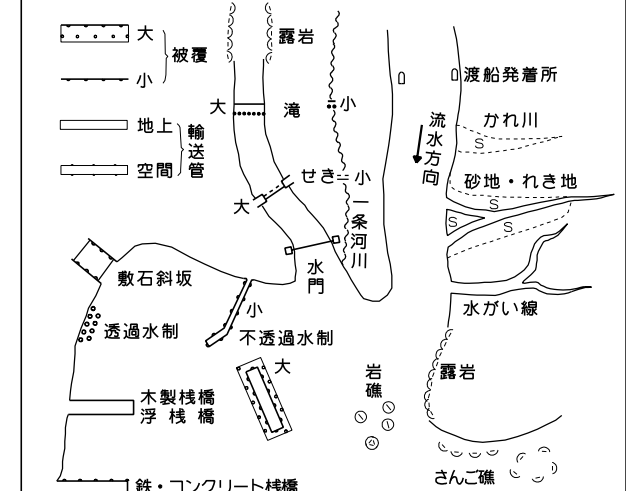 大
小
被覆
地上
空間
輸送管
露岩
大
滝
小
せき
小
大
一条河川
水門
渡船発着所
流水方向
かれ川
S
砂地・れき地
S
S
S
水がい線
敷石斜坂
透過水制
小
不透過水制
大
木製桟橋
浮桟橋
岩礁
露岩
さんご礁
鉄・コンクリート桟橋